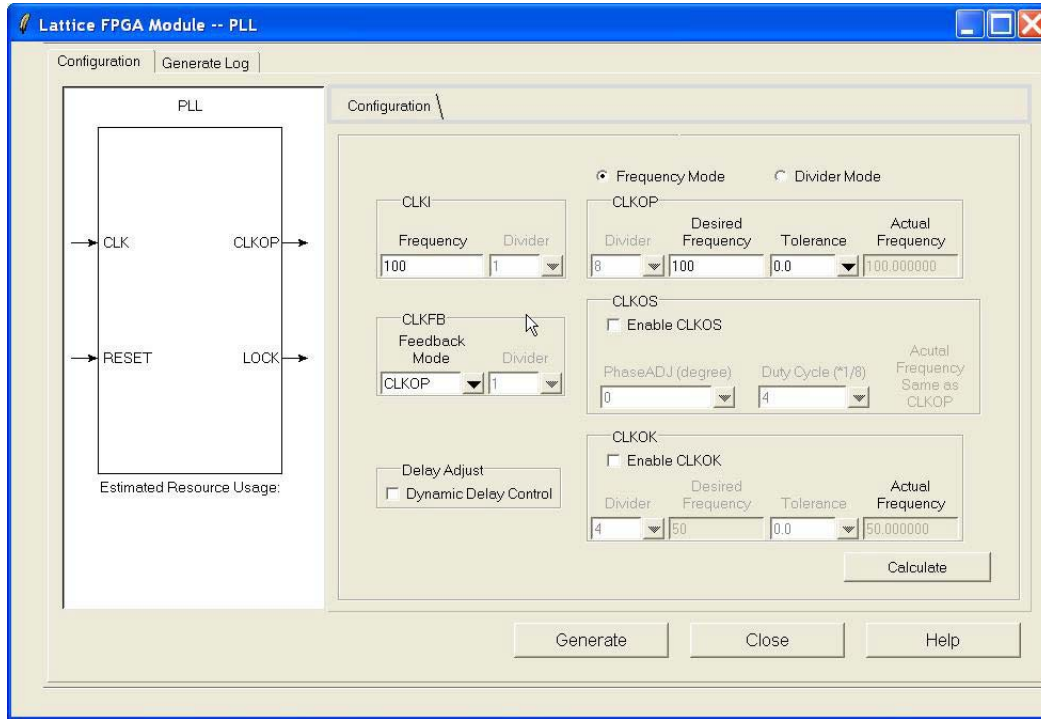 Lattice FPGA Module -- PLL
Configuration
Generate Log
PLL
CLK
CLKOP
RESET
LOCK
Estimated Resource Usage:
Configuration
Frequency Mode
Divider Mode
CLKI
Frequency
Divider
100
1
CLKOP
Divider
Desired
Frequency
Tolerance
Actual
Frequency
8
100
0.0
100.000000
CLKFB
Feedback
Mode
Divider
CLKOP
1
CLKOS
Enable CLKOS
PhaseADJ (degree)
Duty Cycle (*1/8)
Acutal
Frequency
Same as
CLKOP
0
4
Delay Adjust
Dynamic Delay Control
CLKOK
Enable CLKOK
Divider
Desired
Frequency
Tolerance
Actual
Frequency
4
50
0.0
50.000000
Calculate
Generate
Close
Help